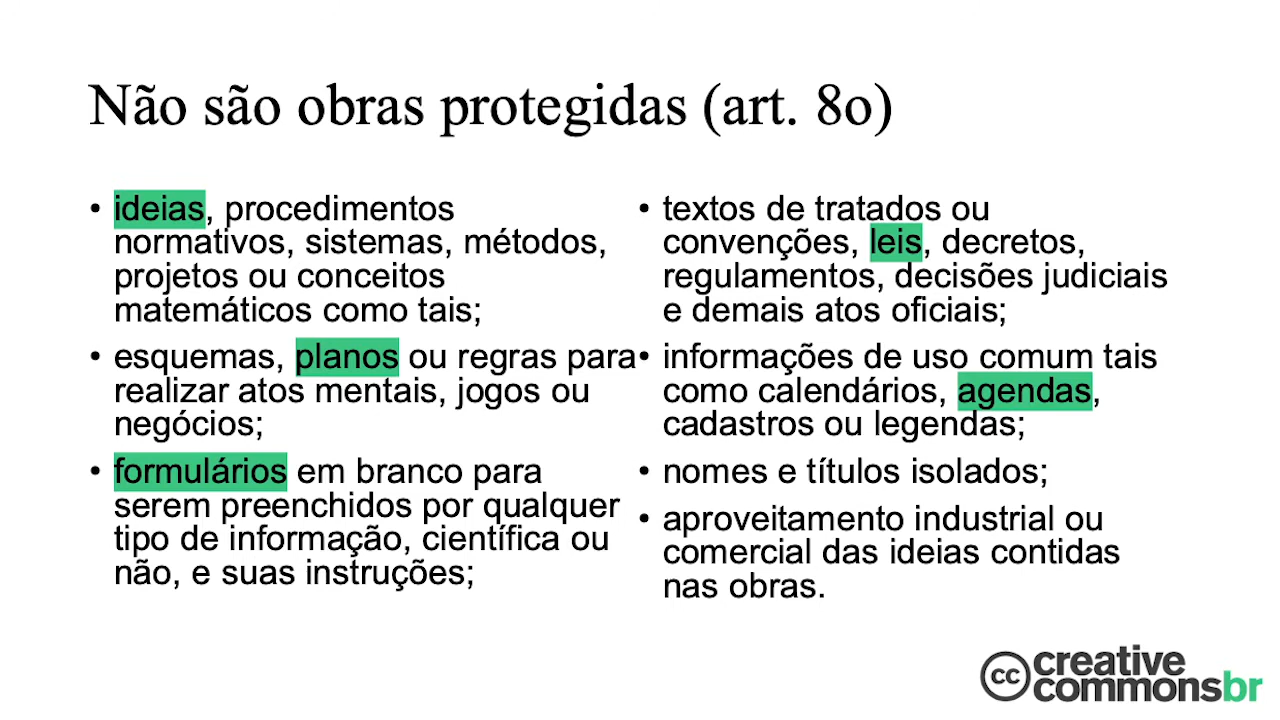 Não são obras protegidas (art. 8o)
• ideias, procedimentos
normativos, sistemas, métodos,
projetos ou conceitos
matemáticos como tais;
• esquemas, planos ou regras para
realizar atos mentais, jogos ou
negócios;
• formulários em branco para
serem preenchidos por qualquer
tipo de informação, científica ou
não, e suas instruções;
• textos de tratados ou
convenções, leis, decretos,
regulamentos, decisões judiciais
e demais atos oficiais;
• informações de uso comum tais
como calendários, agendas,
cadastros ou legendas;
• nomes e títulos isolados;
• aproveitamento industrial ou
comercial das ideias contidas
nas obras.
cc creative
commonsbr